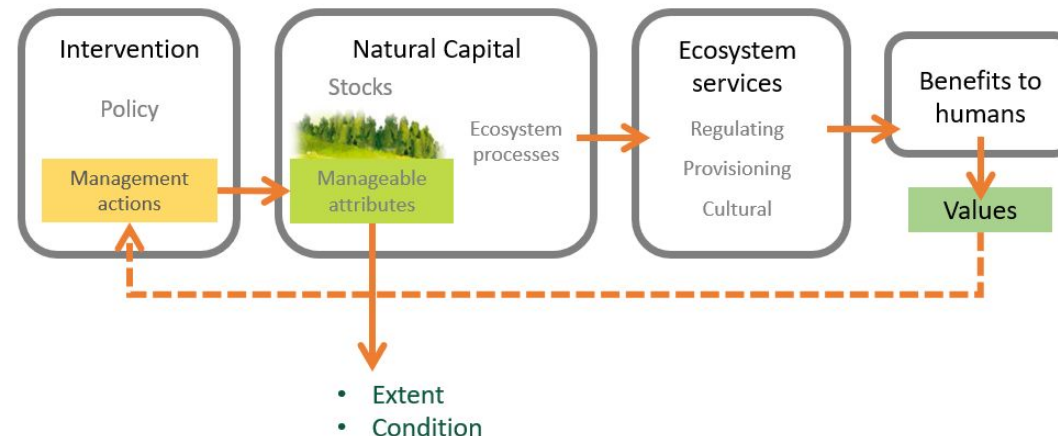 Intervention
Policy
Management
actions
Natural Capital
Stocks
Ecosystem
processes
Manageable
attributes
Ecosystem
services
Regulating
Provisioning
Cultural
Benefits to
humans
Values
• Extent
• Condition